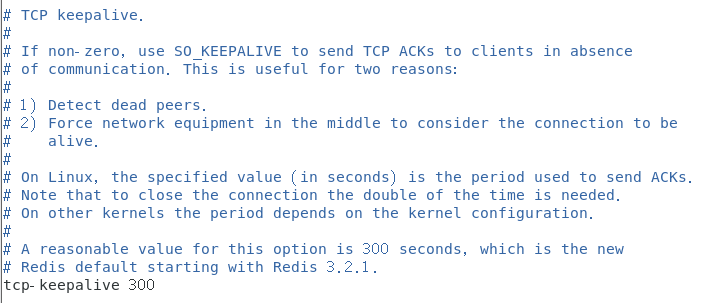 # TCP keepalive.
#
# If non-zero, use SO_KEEPALIVE to send TCP ACKs to clients in absence
# of communication. This is useful for two reasons:
#
# 1) Detect dead peers.
# 2) Force network equipment in the middle to consider the connection to be
#    alive.
#
# On Linux, the specified value (in seconds) is the period used to send ACKs.
# Note that to close the connection the double of the time is needed.
# On other kernels the period depends on the kernel configuration.
#
# A reasonable value for this option is 300 seconds, which is the new
# Redis default starting with Redis 3.2.1.
tcp-keepalive 300